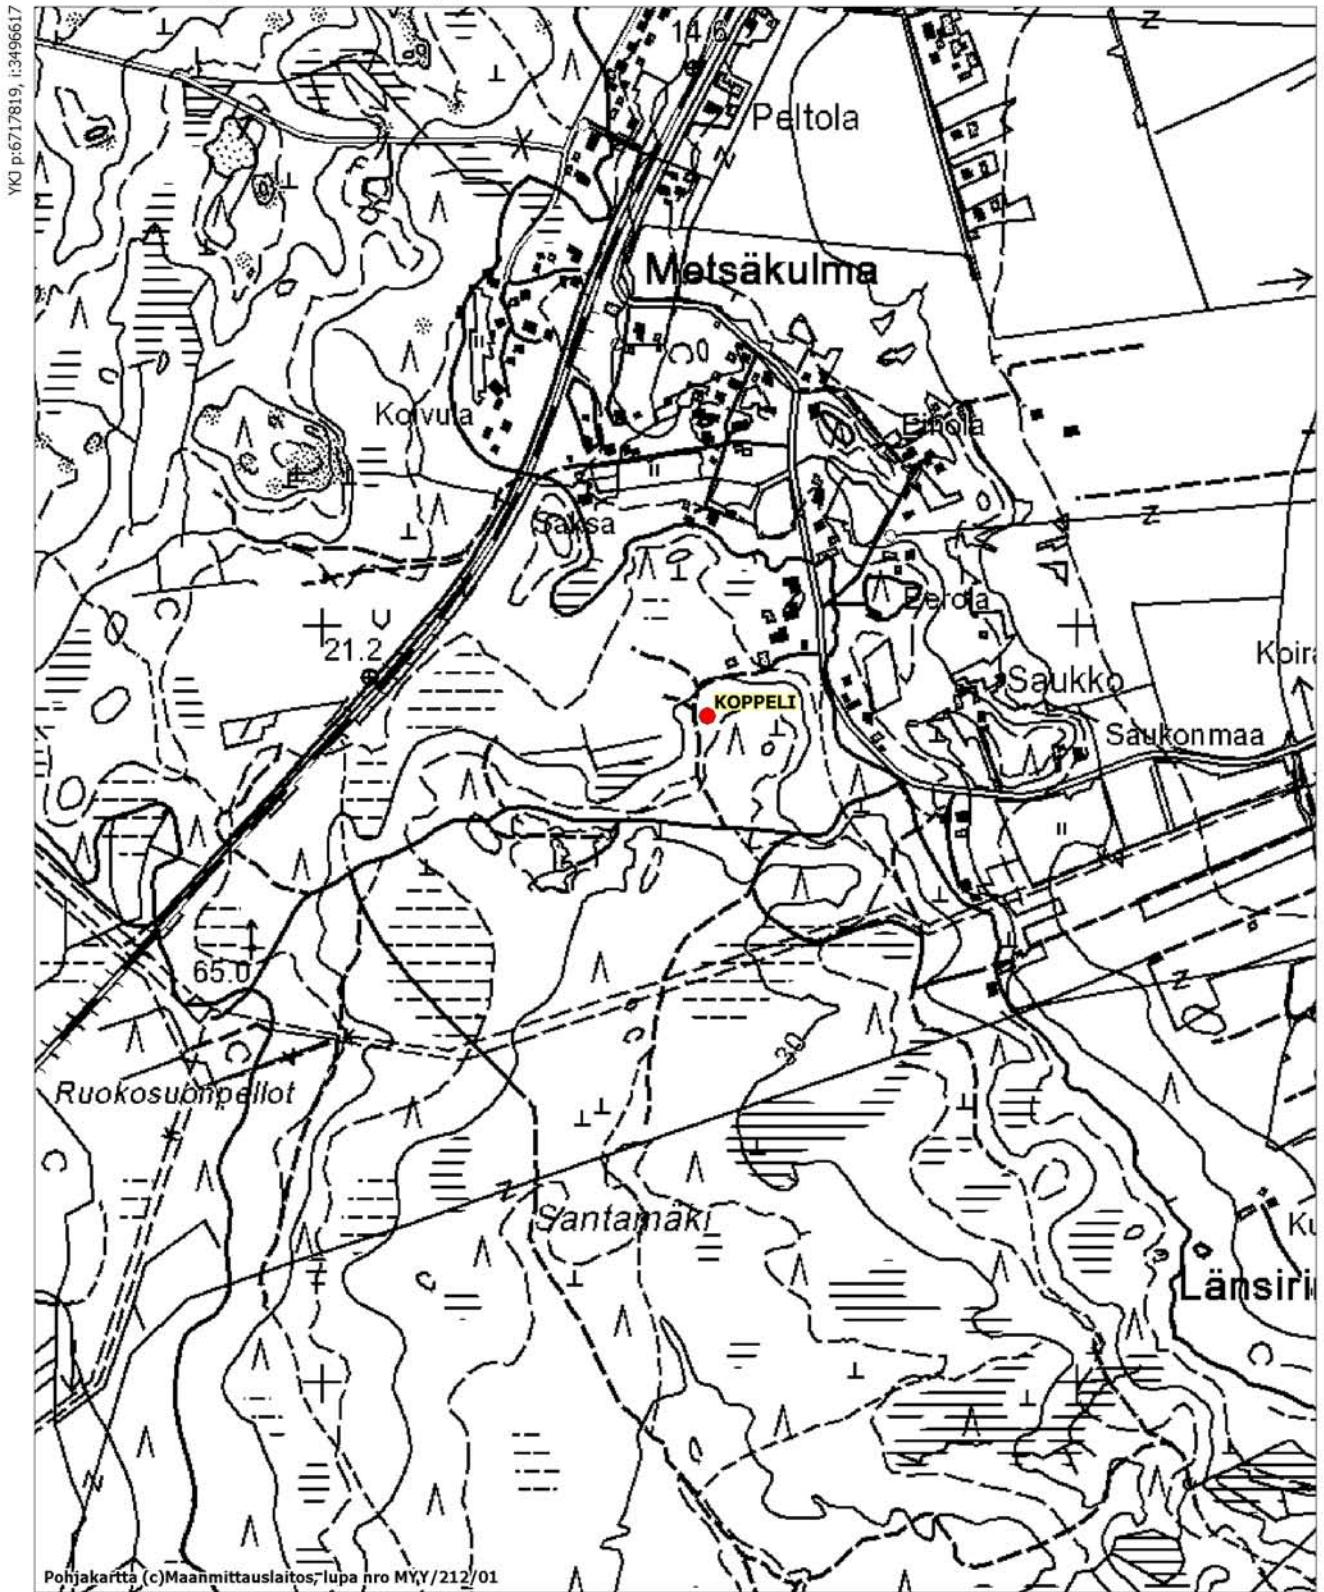 YKJ p:6717819, i:3496617
14.6
Peltola
Metsäkulma
Koivula
Eihola
Saksa
Eerola
21.2
Koira
KOPPELI
Saukko
Saukonmaa
65.0
30
Ruokosuonpellot
Santamäki
Ku
Länsiri
Pohjakartta (c)Maanmittauslaitos, lupa nro MYY/212/01